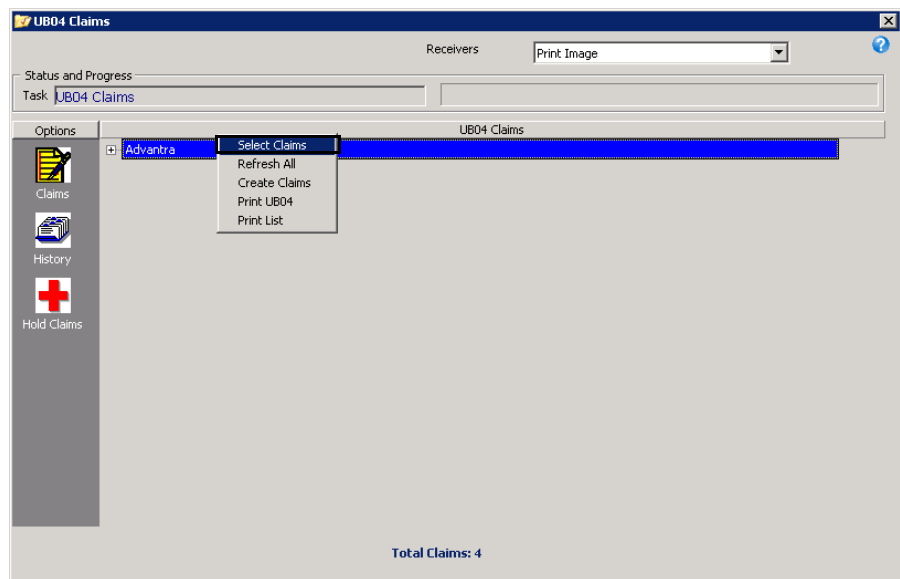 UB04 Claims
Receivers
Print Image
Status and Progress
Task UB04 Claims
Options
UB04 Claims
Advantra
Select Claims
Refresh All
Create Claims
Print UB04
Print List
Claims
History
Hold Claims
Total Claims: 4